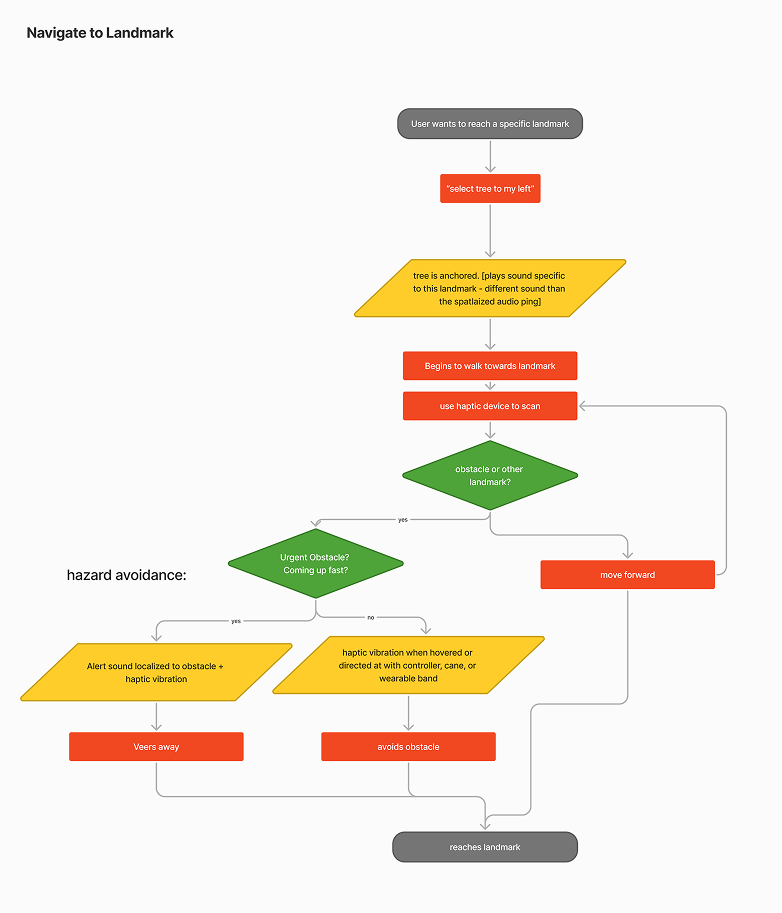 Navigate to Landmark
User wants to reach a specific landmark
"select tree to my left"
tree is anchored. [plays sound specific
to this landmark - different sound than
the spatlaized audio ping]
Begins to walk towards landmark
use haptic device to scan
obstacle or other
landmark?
yes
Urgent Obstacle?
Coming up fast?
hazard avoidance:
move forward
yes
no
Alert sound localized to obstacle +
haptic vibration
haptic vibration when hovered or
directed at with controller, cane, or
wearable band
Veers away
avoids obstacle
reaches landmark